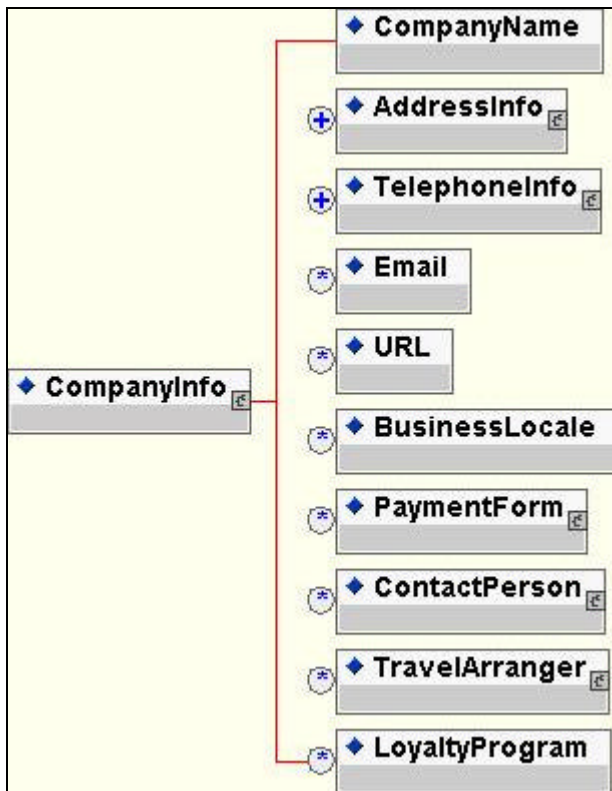 CompanyName
+ AddressInfo
+ TelephoneInfo
* Email
* URL
CompanyInfo
* BusinessLocale
* PaymentForm
* ContactPerson
* TravelArranger
* LoyaltyProgram